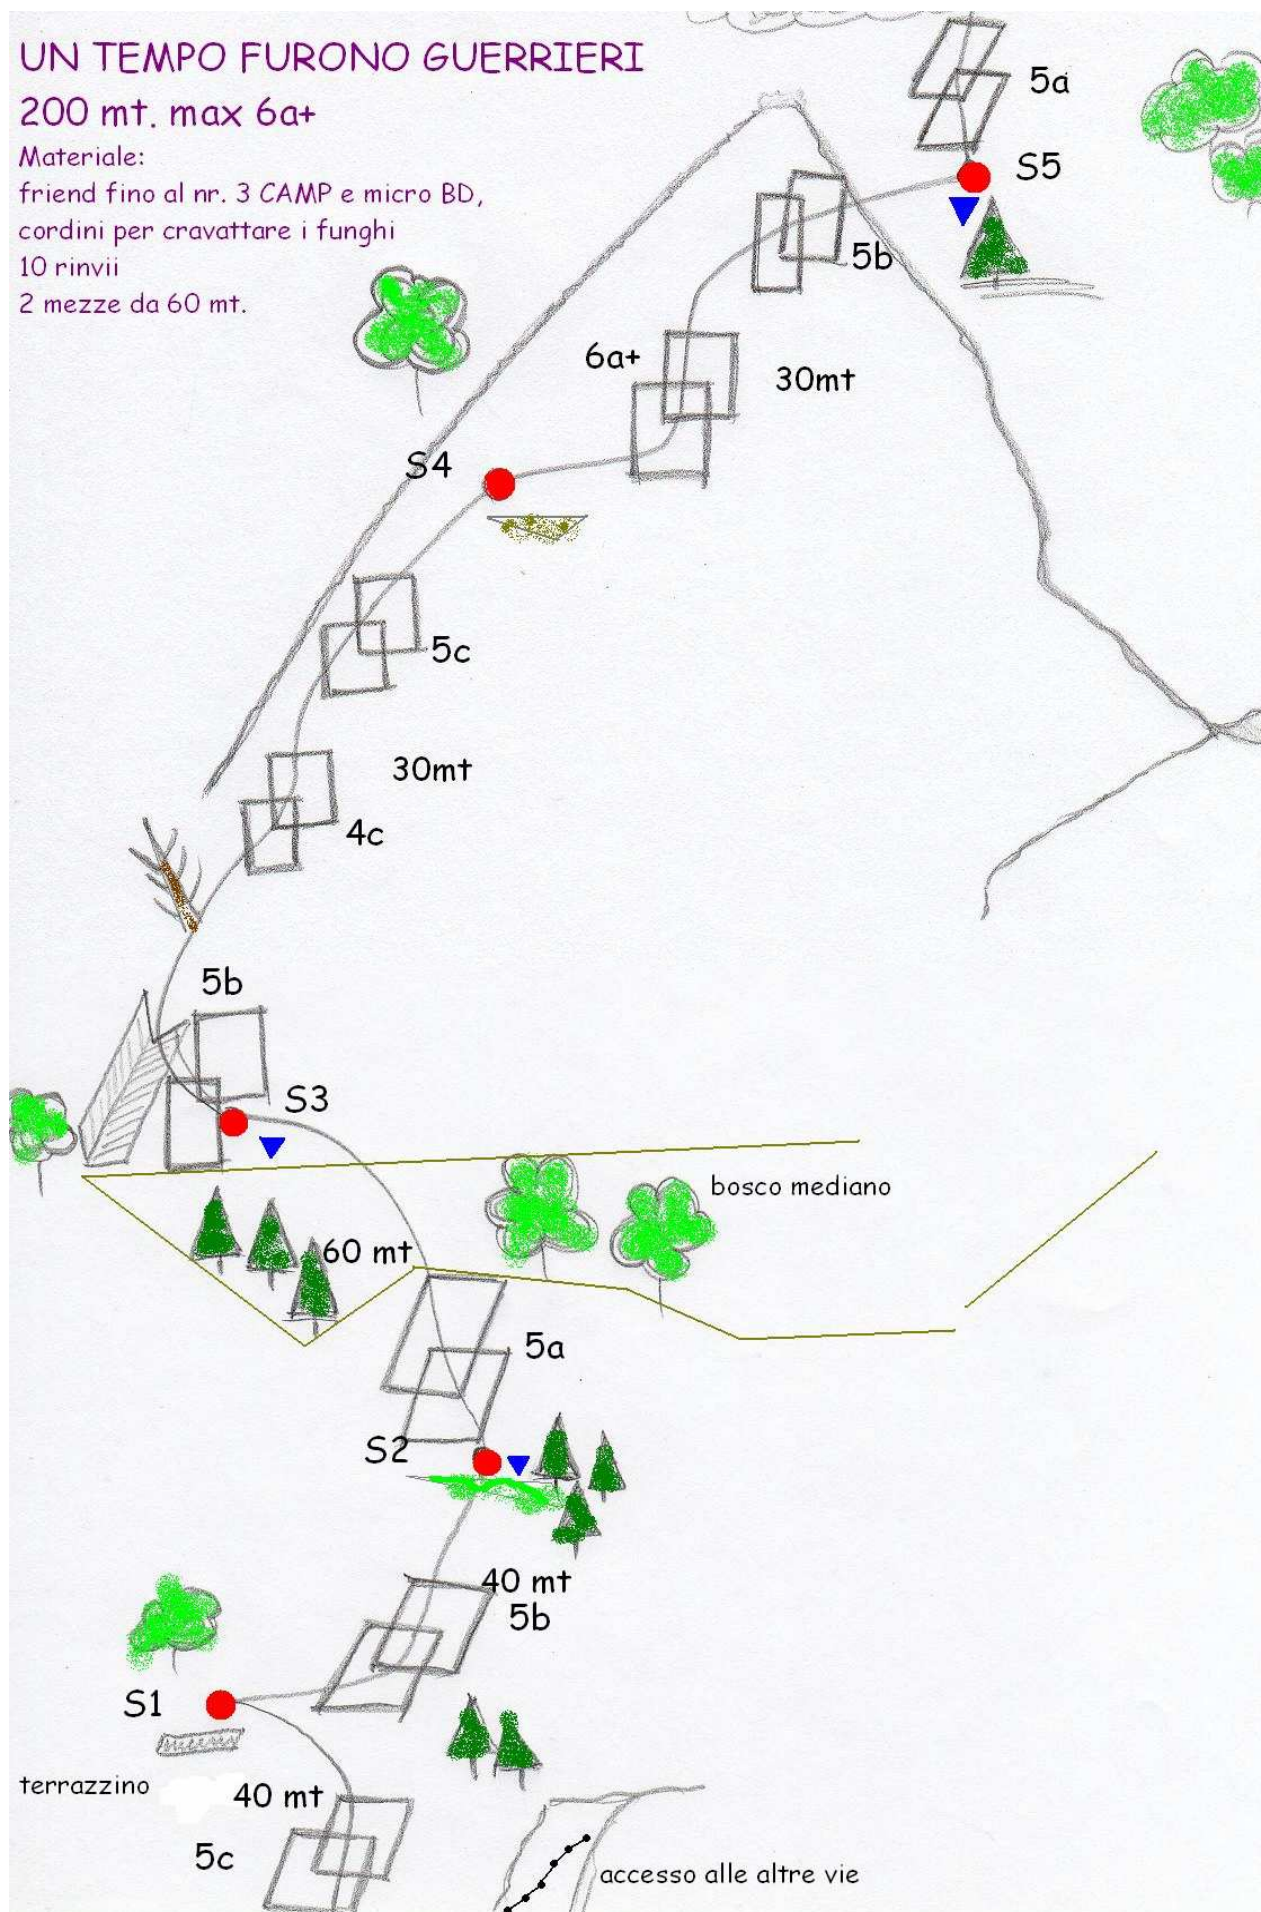 UN TEMPO FURONO GUERRIERI
200 mt. max 6a+
Materiale:
friend fino al nr. 3 CAMP e micro BD,
cordini per cravattare i funghi
10 rinvii
2 mezze da 60 mt.
5a
S5
5b
6a+
30mt
S4
5c
30mt
4c
5b
S3
bosco mediano
60 mt
5a
S2
40 mt
5b
S1
terrazzino
40 mt
5c
accesso alle altre vie